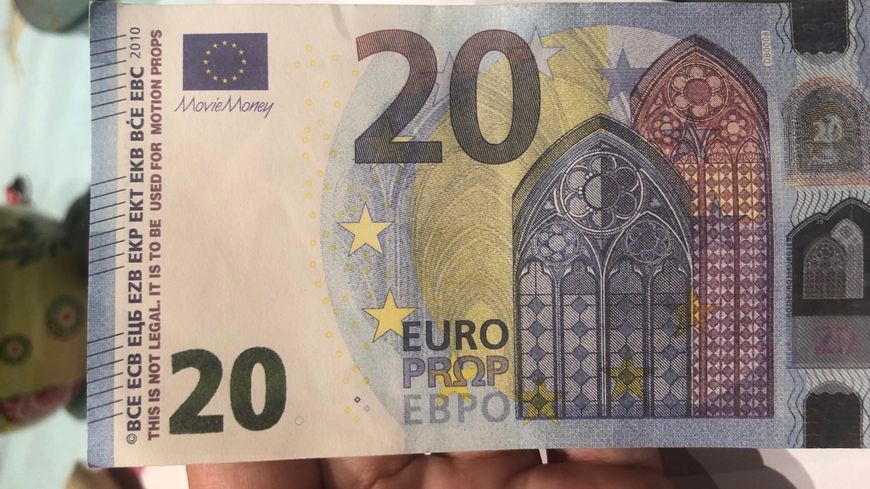 ©BCE ECB ЕЦБ EZB EKP EKT EKB BĊE EBC 2010
THIS IS NOT LEGAL. IT IS TO BE USED FOR MOTION PROPS
MovieMoney
20
20
EURO
PRΩP
ЕВРО
20
20